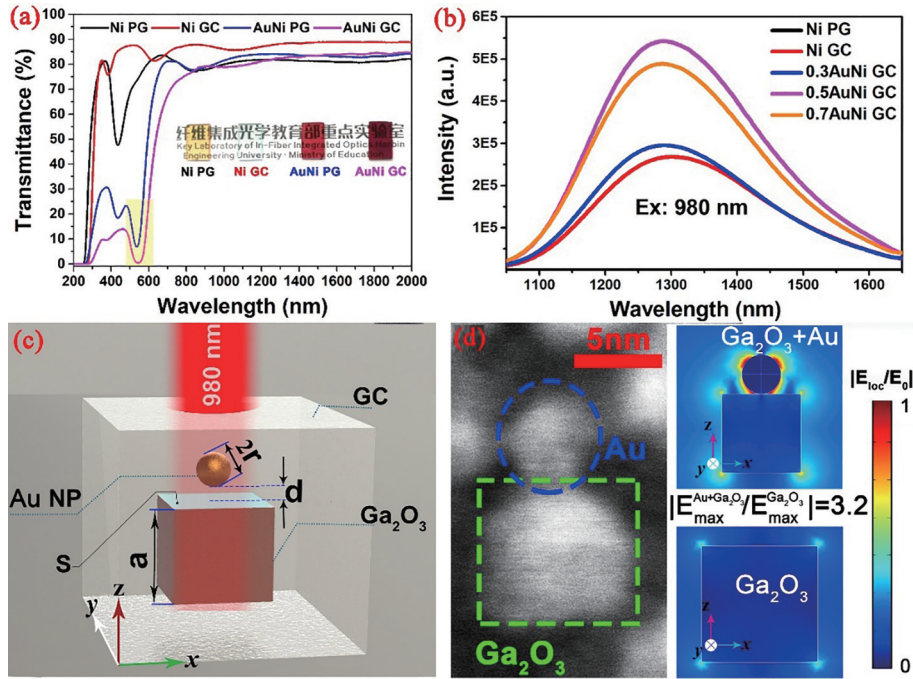 (a)
Ni PG Ni GC AuNi PG AuNi GC
Transmittance (%)
100
90
80
70
60
50
40
30
20
10
0
纤维集成光学教育部重点实验室
Key Laboratory of In-Fiber Integrated Optics, Harbin
Engineering University · Ministry of Education
Ni PG Ni GC AuNi PG AuNi GC
200 400 600 800 1000 1200 1400 1600 1800 2000
Wavelength (nm)
(b)
Intensity (a.u.)
6E5
5E5
4E5
3E5
2E5
1E5
Ni PG
Ni GC
0.3AuNi GC
0.5AuNi GC
0.7AuNi GC
Ex: 980 nm
1100 1200 1300 1400 1500 1600
Wavelength (nm)
(c)
980 nm
GC
2r
Au NP
d
S
a
Ga2O3
z
y
x
(d)
5nm
Au
Ga2O3
Ga2O3+Au
z
y x
|E_max^Au+Ga2O3/E_max^Ga2O3|=3.2
Ga2O3
z
y x
|Eloc/E0|
1
0